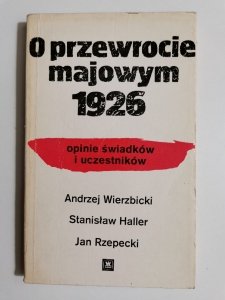 O przewrocie
majowym
1926
opinie świadków
i uczestników
Andrzej Wierzbicki
Stanisław Haller
Jan Rzepecki